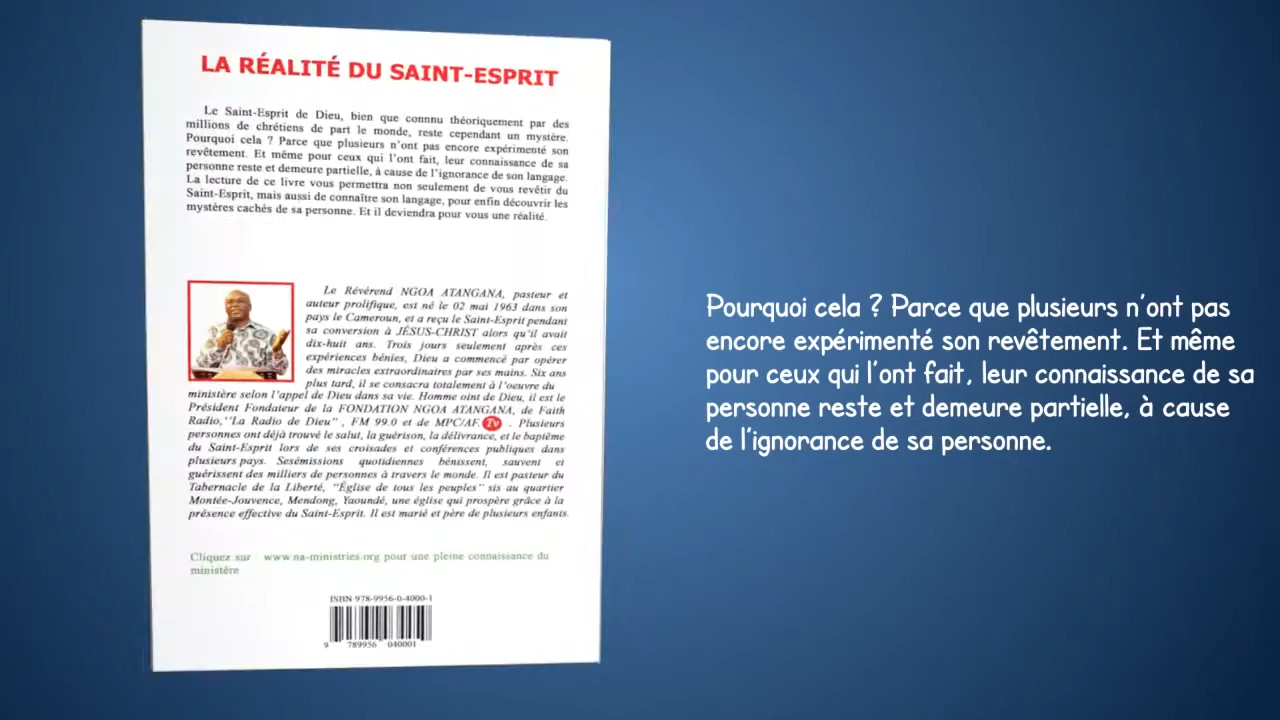 LA RÉALITÉ DU SAINT-ESPRIT
Le Saint-Esprit de Dieu, bien que connnu théoriquement par des
millions de chrétiens de part le monde, reste cependant un mystère.
Pourquoi cela ? Parce que plusieurs n'ont pas encore expérimenté son
revêtement. Et même pour ceux qui l'ont fait, leur connaissance de sa
personne reste et demeure partielle, à cause de l'ignorance de son langage.
La lecture de ce livre vous permettra non seulement de vous revêtir du
Saint-Esprit, mais aussi de connaître son langage, pour enfin découvrir les
mystères cachés de sa personne. Et il deviendra pour vous une réalité.
Le Révérend NGOA ATANGANA, pasteur et
auteur prolifique, est né le 02 mai 1963 dans son
pays le Cameroun, et a reçu le Saint-Esprit pendant
sa conversion à JÉSUS-CHRIST alors qu'il avait
dix-huit ans. Trois jours seulement après ces
expériences bénies, Dieu a commencé par opérer
des miracles extraordinaires par ses mains. Six ans
plus tard, il se consacra totalement à l'oeuvre du
ministère selon l'appel de Dieu dans sa vie. Homme oint de Dieu, il est le
Président Fondateur de la FONDATION NGOA ATANGANA, de Faith
Radio,''La Radio de Dieu'' , FM 99.0 et de MPC/AF. Tv . Plusieurs
personnes ont déjà trouvé le salut, la guérison, la délivrance, et le baptême
du Saint-Esprit lors de ses croisades et conférences publiques dans
plusieurs pays. Sesémissions quotidiennes bénissent, sauvent et
guérissent des milliers de personnes à travers le monde. Il est pasteur du
Tabernacle de la Liberté, ''Église de tous les peuples'' sis au quartier
Montée-Jouvence, Mendong, Yaoundé, une église qui prospère grâce à la
présence effective du Saint-Esprit. Il est marié et père de plusieurs enfants.
Cliquez sur www.na-ministries.org pour une pleine connaissance du
ministère
ISBN 978-9956-0-4000-1
9 789956 040001
Pourquoi cela ? Parce que plusieurs n'ont pas
encore expérimenté son revêtement. Et même
pour ceux qui l'ont fait, leur connaissance de sa
personne reste et demeure partielle, à cause
de l'ignorance de sa personne.